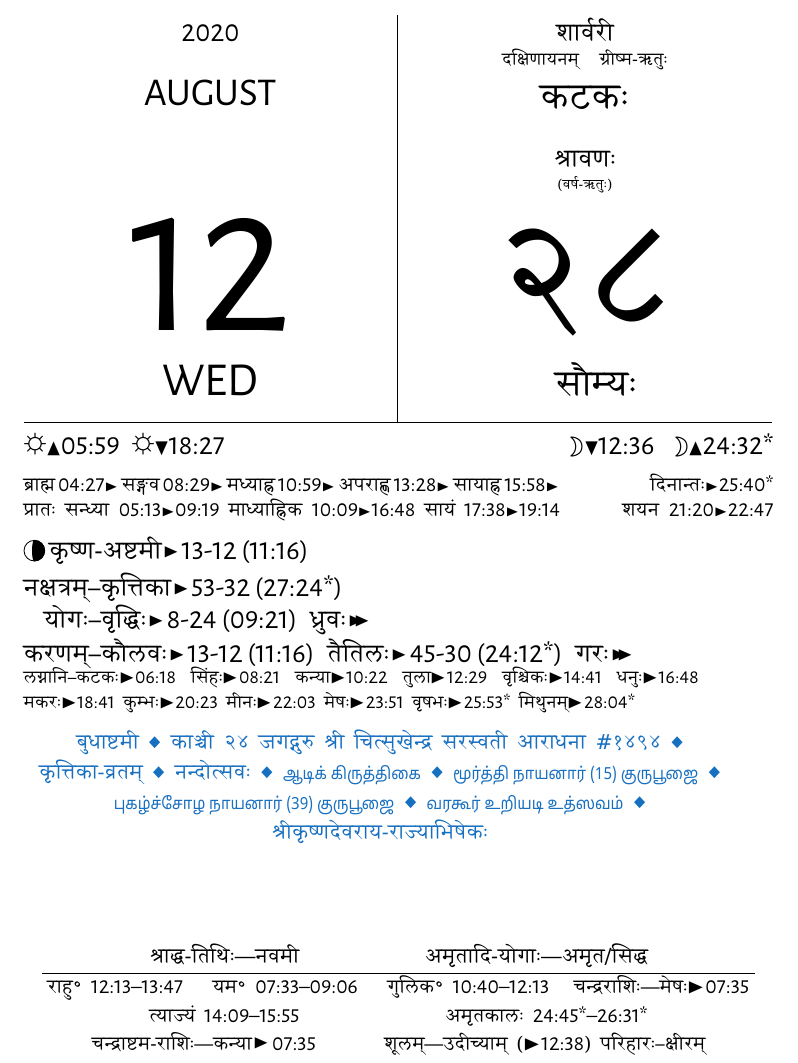 2020
AUGUST
12
WED
शार्वरी
दक्षिणायनम् ग्रीष्म-ऋतुः
कटकः
श्रावणः
(वर्ष-ऋतुः)
२८
सौम्यः
☼▲05:59 ☼▼18:27 ☽▼12:36 ☽▲24:32*
ब्राह्म 04:27► सङ्गव 08:29► मध्याह्न 10:59► अपराह्ण 13:28► सायाह्न 15:58► दिनान्तः►25:40*
प्रातः सन्ध्या 05:13►09:19 माध्याह्निक 10:09►16:48 सायं 17:38►19:14 शयन 21:20►22:47
🌗कृष्ण-अष्टमी►13-12 (11:16)
नक्षत्रम्–कृत्तिका►53-32 (27:24*)
योगः–वृद्धिः► 8-24 (09:21) ध्रुवः►►
करणम्–कौलवः►13-12 (11:16) तैतिलः► 45-30 (24:12*) गरः►►
लग्नानि–कटकः►06:18 सिंहः►08:21 कन्या►10:22 तुला►12:29 वृश्चिकः►14:41 धनुः►16:48
मकरः►18:41 कुम्भः►20:23 मीनः►22:03 मेषः►23:51 वृषभः►25:53* मिथुनम्►28:04*
बुधाष्टमी ◆ काञ्ची २४ जगद्गुरु श्री चित्सुखेन्द्र सरस्वती आराधना #१४९४ ◆
कृत्तिका-व्रतम् ◆ नन्दोत्सवः ◆ ஆடிக் கிருத்திகை ◆ மூர்த்தி நாயனார் (15) குருபூஜை ◆
புகழ்ச்சோழ நாயனார் (39) குருபூஜை ◆ வரகூர் உறியடி உத்ஸவம் ◆
श्रीकृष्णदेवराय-राज्याभिषेकः
श्राद्ध-तिथिः—नवमी अमृतादि-योगाः—अमृत/सिद्ध
राहु॰ 12:13–13:47 यम॰ 07:33–09:06 गुलिक॰ 10:40–12:13 चन्द्रराशिः—मेषः►07:35
त्याज्यं 14:09–15:55 अमृतकालः 24:45*–26:31*
चन्द्राष्टम-राशिः—कन्या► 07:35 शूलम्—उदीच्याम् (►12:38) परिहारः–क्षीरम्